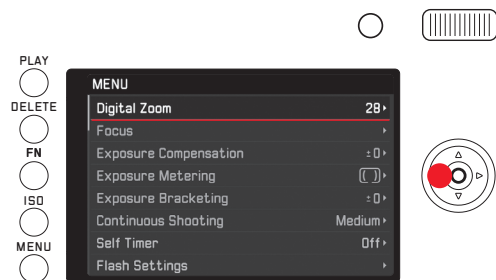 PLAY
DELETE
FN
ISO
MENU
MENU
Digital Zoom 28
Focus
Exposure Compensation ±0
Exposure Metering
Exposure Bracketing ±0
Continuous Shooting Medium
Self Timer Off
Flash Settings